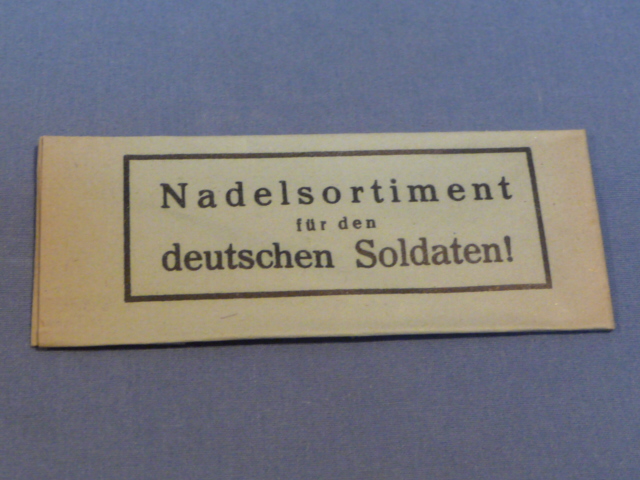 Nadelsortiment
für den
deutschen Soldaten!